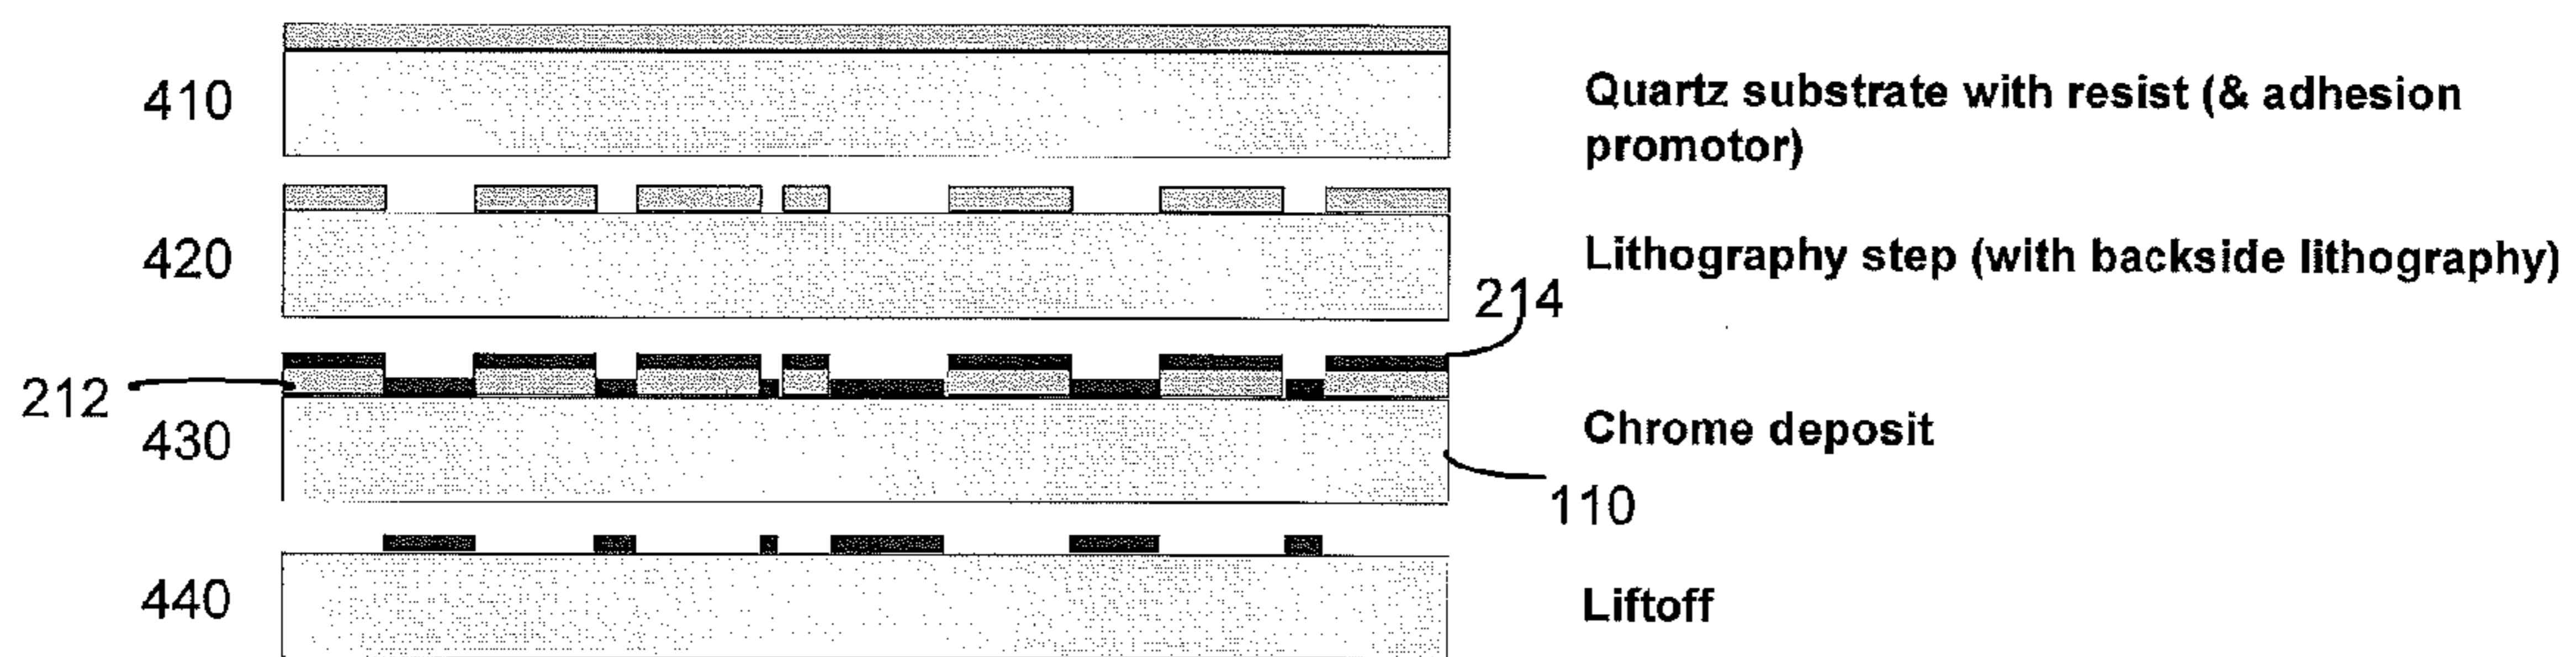 410
Quartz substrate with resist (& adhesion
promotor)
420
Lithography step (with backside lithography)
214
212
430
Chrome deposit
110
440
Liftoff